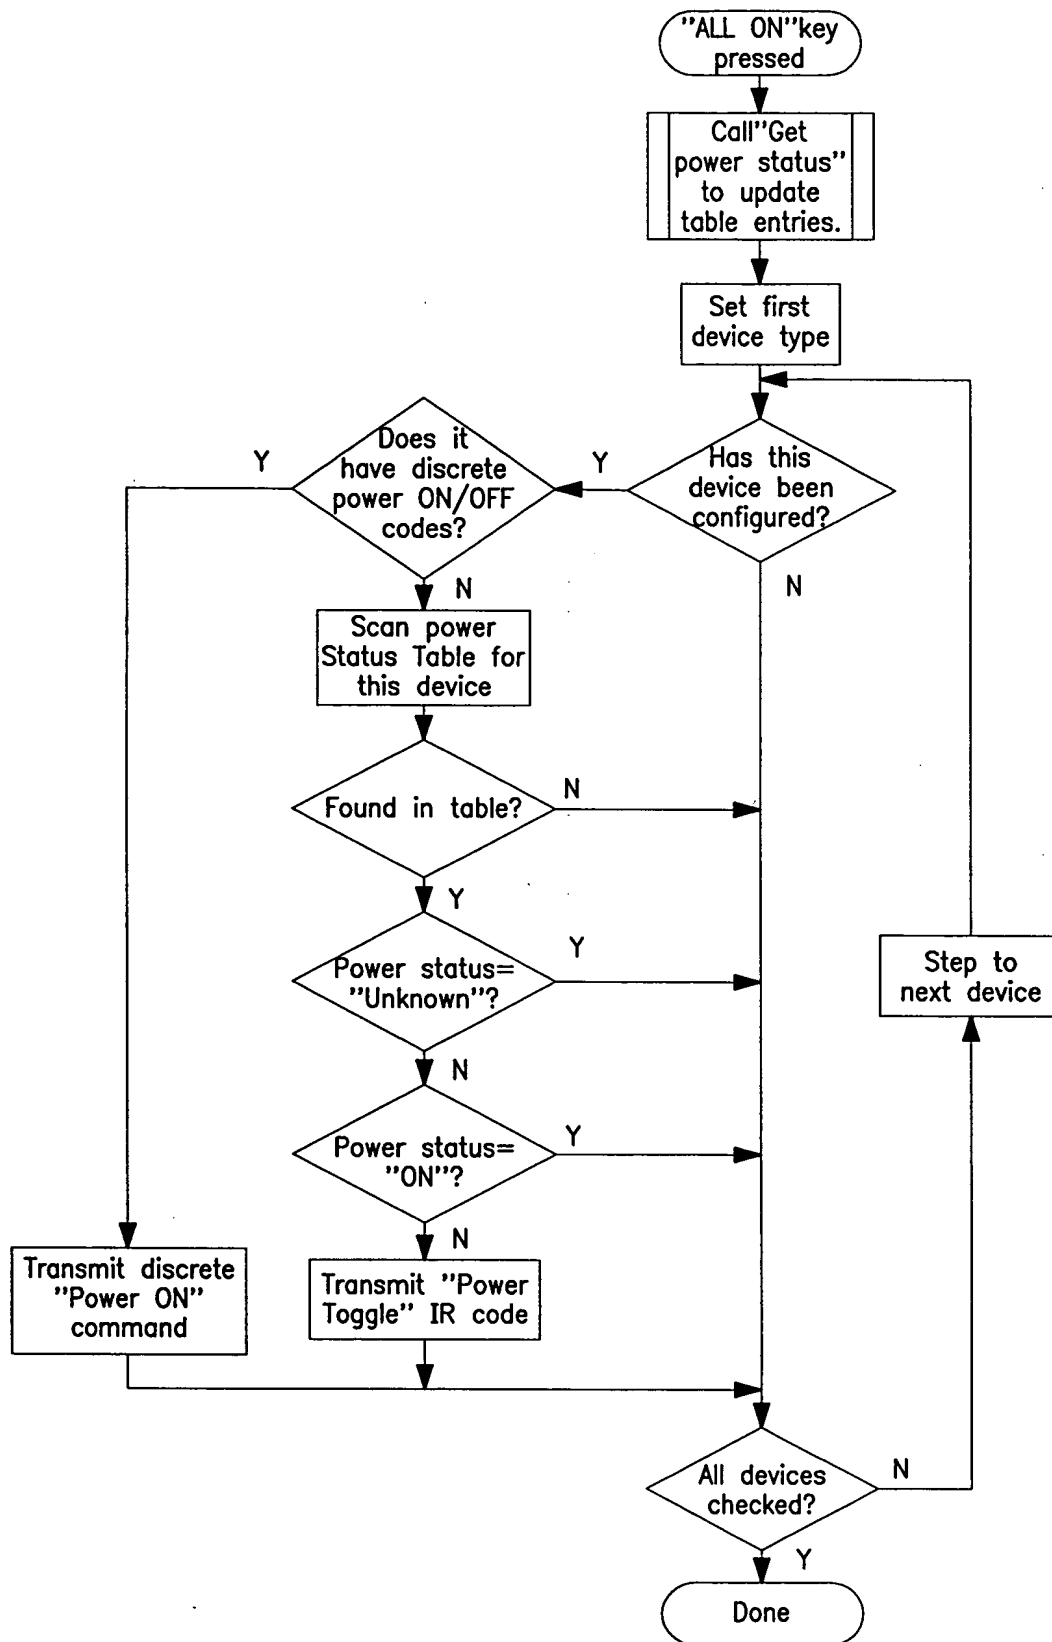 ”ALL ON”key
pressed
Call”Get
power status”
to update
table entries.
Set first
device type
Has this
device been
configured?
Y
N
Does it
have discrete
power ON/OFF
codes?
Y
N
Scan power
Status Table for
this device
Found in table?
N
Y
Power status=
”Unknown”?
Y
N
Power status=
”ON”?
Y
N
Step to
next device
Transmit discrete
”Power ON”
command
Transmit ”Power
Toggle” IR code
All devices
checked?
N
Y
Done